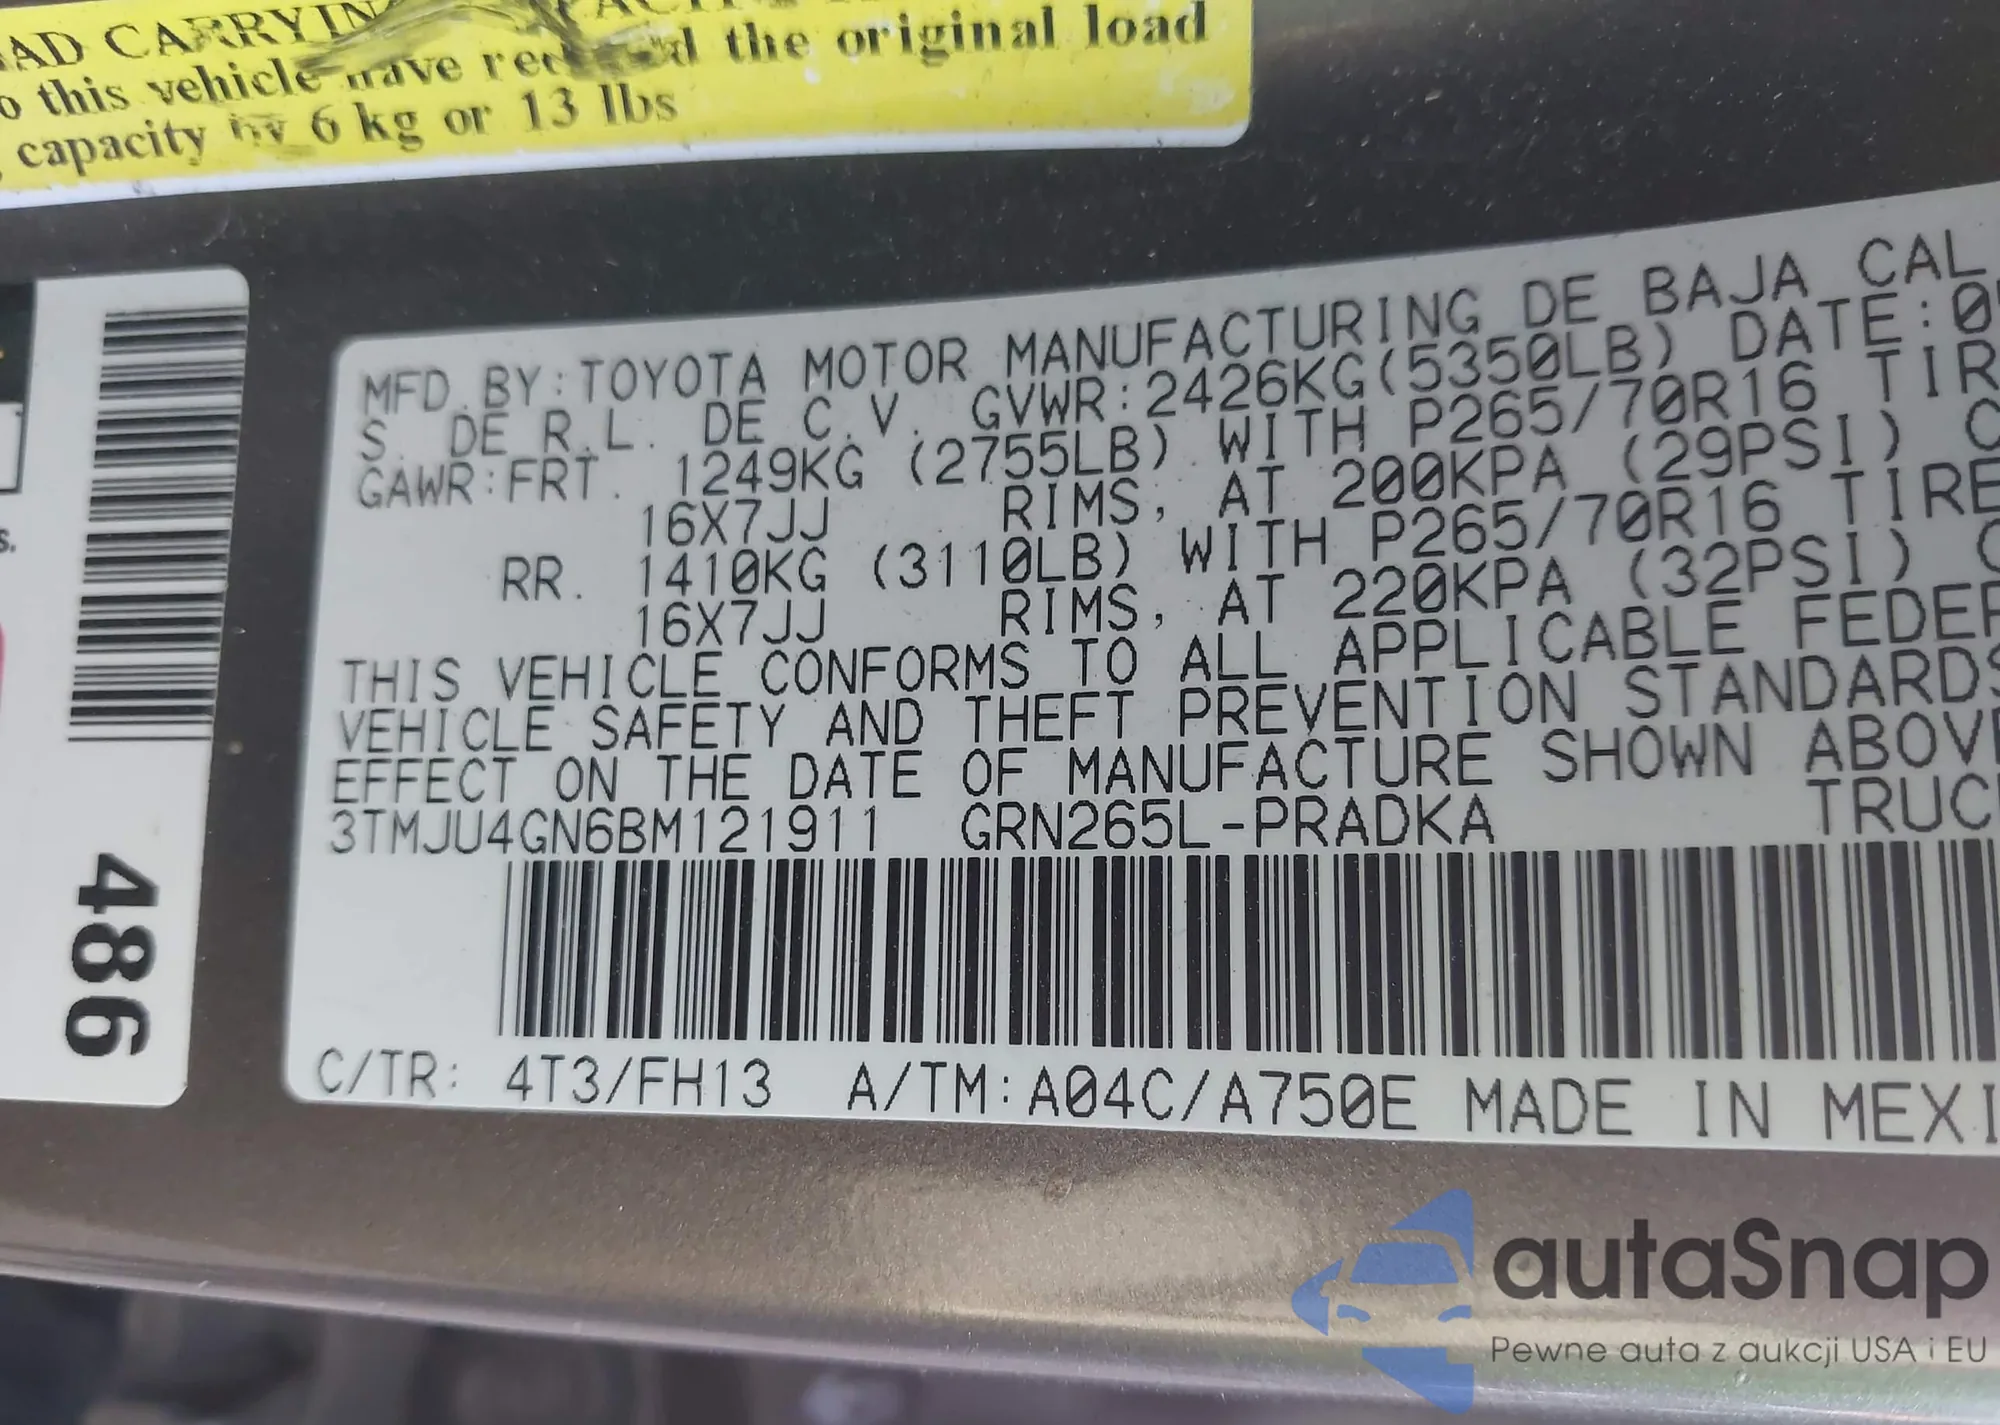 AD CARRYIN
o this vehicle have rec d the original load
capacity by 6 kg or 13 lbs
s.
486
MFD.BY:TOYOTA MOTOR MANUFACTURING DE BAJA CAL
S. DE R.L. DE C.V. GVWR:2426KG(5350LB) DATE:0
GAWR:FRT. 1249KG (2755LB) WITH P265/70R16 TIR
16X7JJ RIMS, AT 200KPA (29PSI) C
RR. 1410KG (3110LB) WITH P265/70R16 TIRE
16X7JJ RIMS, AT 220KPA (32PSI) C
THIS VEHICLE CONFORMS TO ALL APPLICABLE FEDER
VEHICLE SAFETY AND THEFT PREVENTION STANDARDS
EFFECT ON THE DATE OF MANUFACTURE SHOWN ABOVE
3TMJU4GN6BM121911 GRN265L-PRADKA TRUC
C/TR: 4T3/FH13 A/TM:A04C/A750E MADE IN MEXI
autaSnap
Pewne auta z aukcji USA i EU